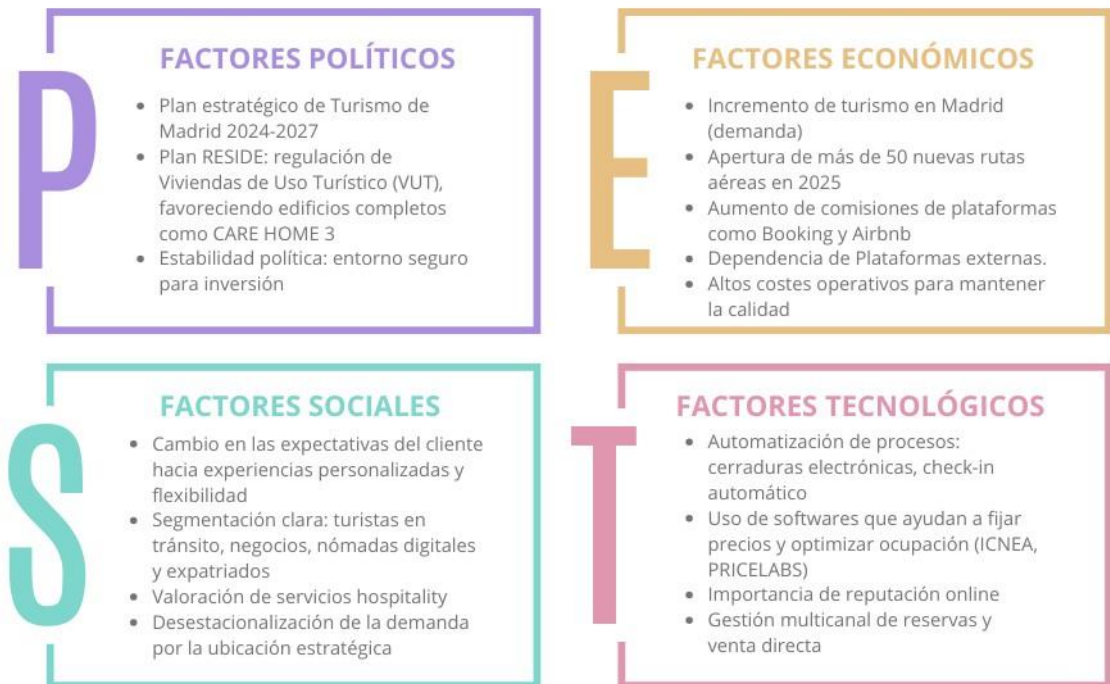 P
FACTORES POLÍTICOS
• Plan estratégico de Turismo de
Madrid 2024-2027
• Plan RESIDE: regulación de
Viviendas de Uso Turístico (VUT),
favoreciendo edificios completos
como CARE HOME 3
• Estabilidad política: entorno seguro
para inversión
E
FACTORES ECONÓMICOS
• Incremento de turismo en Madrid
(demanda)
• Apertura de más de 50 nuevas rutas
aéreas en 2025
• Aumento de comisiones de plataformas
como Booking y Airbnb
• Dependencia de Plataformas externas.
• Altos costes operativos para mantener
la calidad
S
FACTORES SOCIALES
• Cambio en las expectativas del cliente
hacia experiencias personalizadas y
flexibilidad
• Segmentación clara: turistas en
tránsito, negocios, nómadas digitales
y expatriados
• Valoración de servicios hospitality
• Desestacionalización de la demanda
por la ubicación estratégica
T
FACTORES TECNOLÓGICOS
• Automatización de procesos:
cerraduras electrónicas, check-in
automático
• Uso de softwares que ayudan a fijar
precios y optimizar ocupación (ICNEA,
PRICELABS)
• Importancia de reputación online
• Gestión multicanal de reservas y
venta directa